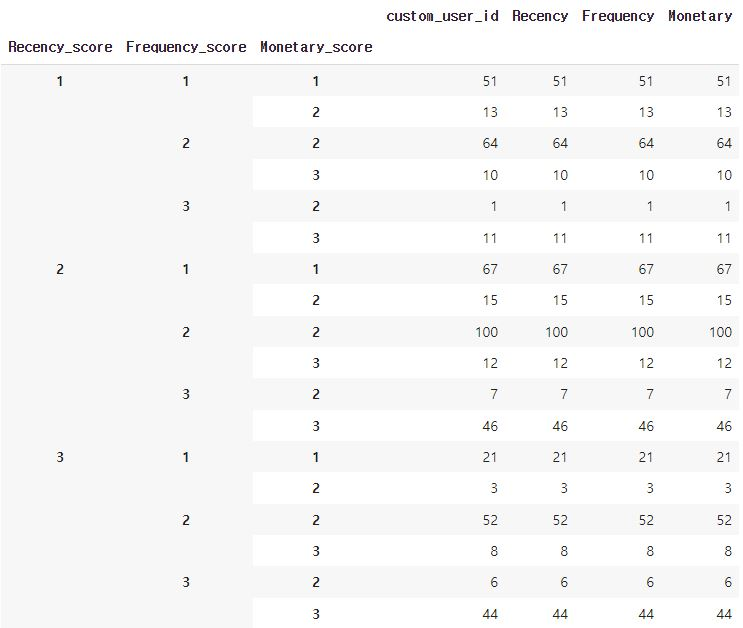 custom_user_id Recency Frequency Monetary
Recency_score Frequency_score Monetary_score
1 1 1 51 51 51 51
2 13 13 13 13
2 2 64 64 64 64
3 10 10 10 10
3 2 1 1 1 1
3 11 11 11 11
2 1 1 67 67 67 67
2 15 15 15 15
2 2 100 100 100 100
3 12 12 12 12
3 2 7 7 7 7
3 46 46 46 46
3 1 1 21 21 21 21
2 3 3 3 3
2 2 52 52 52 52
3 8 8 8 8
3 2 6 6 6 6
3 44 44 44 44